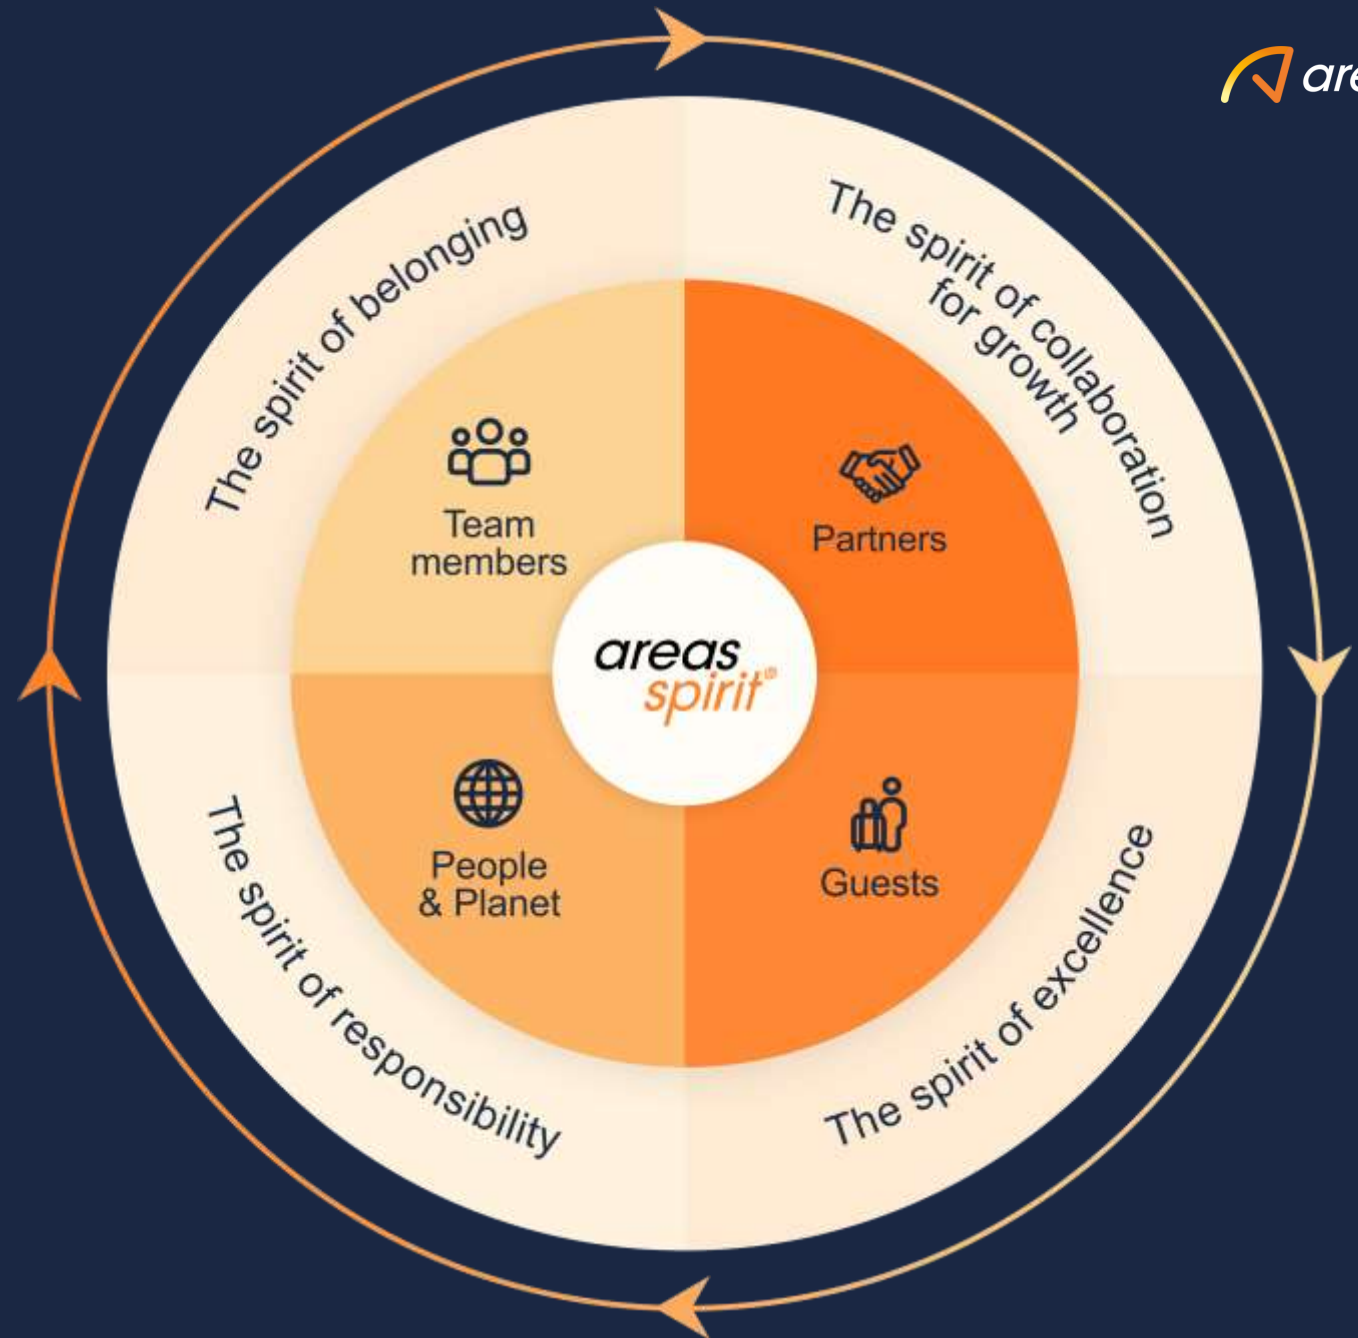 The spirit of belonging
The spirit of collaboration
for growth
Team
members
Partners
areas
spirit®
People
& Planet
Guests
The spirit of responsibility
The spirit of excellence